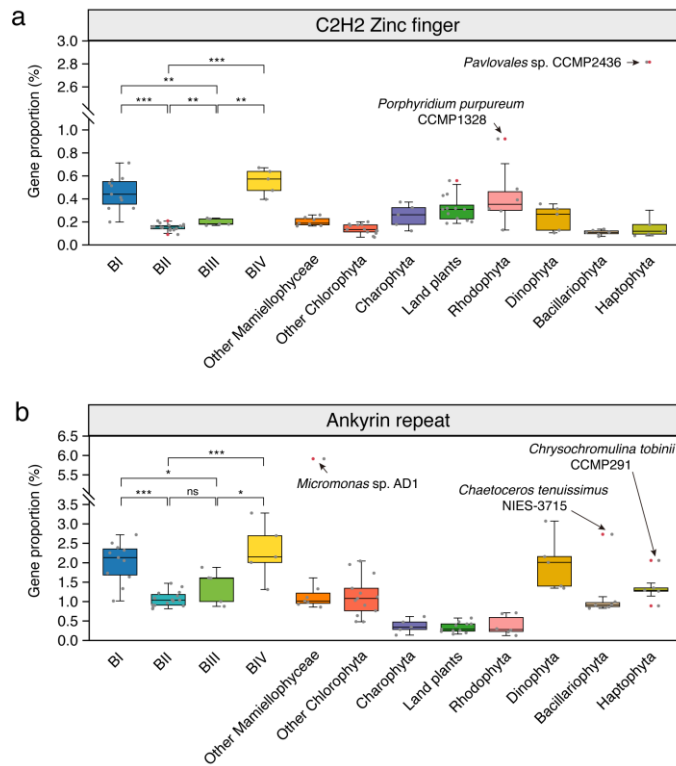 a
C2H2 Zinc finger
Gene proportion (%)
3.0
2.8
2.6
1.0
0.8
0.6
0.4
0.2
0.0
***
**
***
**
**
Pavlovales sp. CCMP2436
Porphyridium purpureum
CCMP1328
BI
BII
BIII
BIV
Other Mamiellophyceae
Other Chlorophyta
Charophyta
Land plants
Rhodophyta
Dinophyta
Bacillariophyta
Haptophyta
b
Ankyrin repeat
Gene proportion (%)
6.5
6.0
5.5
3.5
3.0
2.5
2.0
1.5
1.0
0.5
0.0
***
*
***
ns
*
Micromonas sp. AD1
Chrysochromulina tobinii
CCMP291
Chaetoceros tenuissimus
NIES-3715
BI
BII
BIII
BIV
Other Mamiellophyceae
Other Chlorophyta
Charophyta
Land plants
Rhodophyta
Dinophyta
Bacillariophyta
Haptophyta